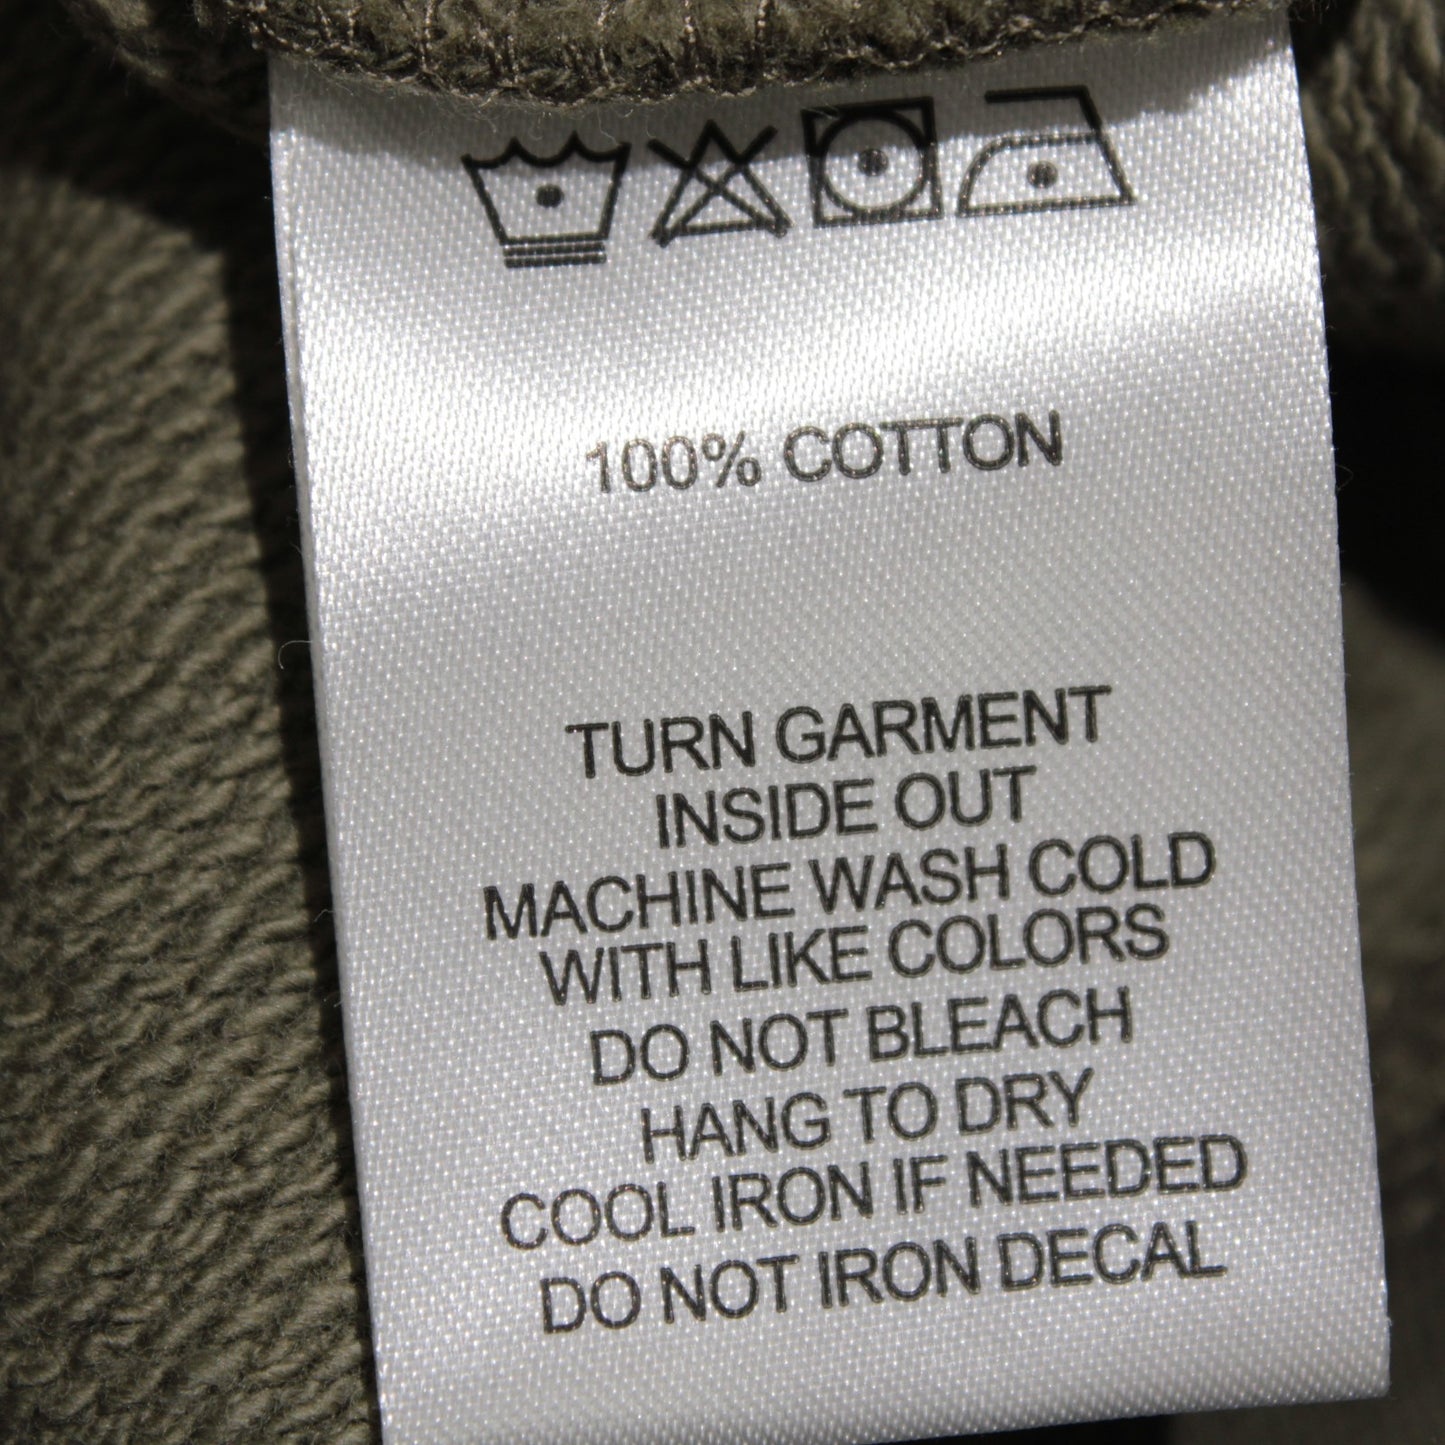 100% COTTON
TURN GARMENT
INSIDE OUT
MACHINE WASH COLD
WITH LIKE COLORS
DO NOT BLEACH
HANG TO DRY
COOL IRON IF NEEDED
DO NOT IRON DECAL